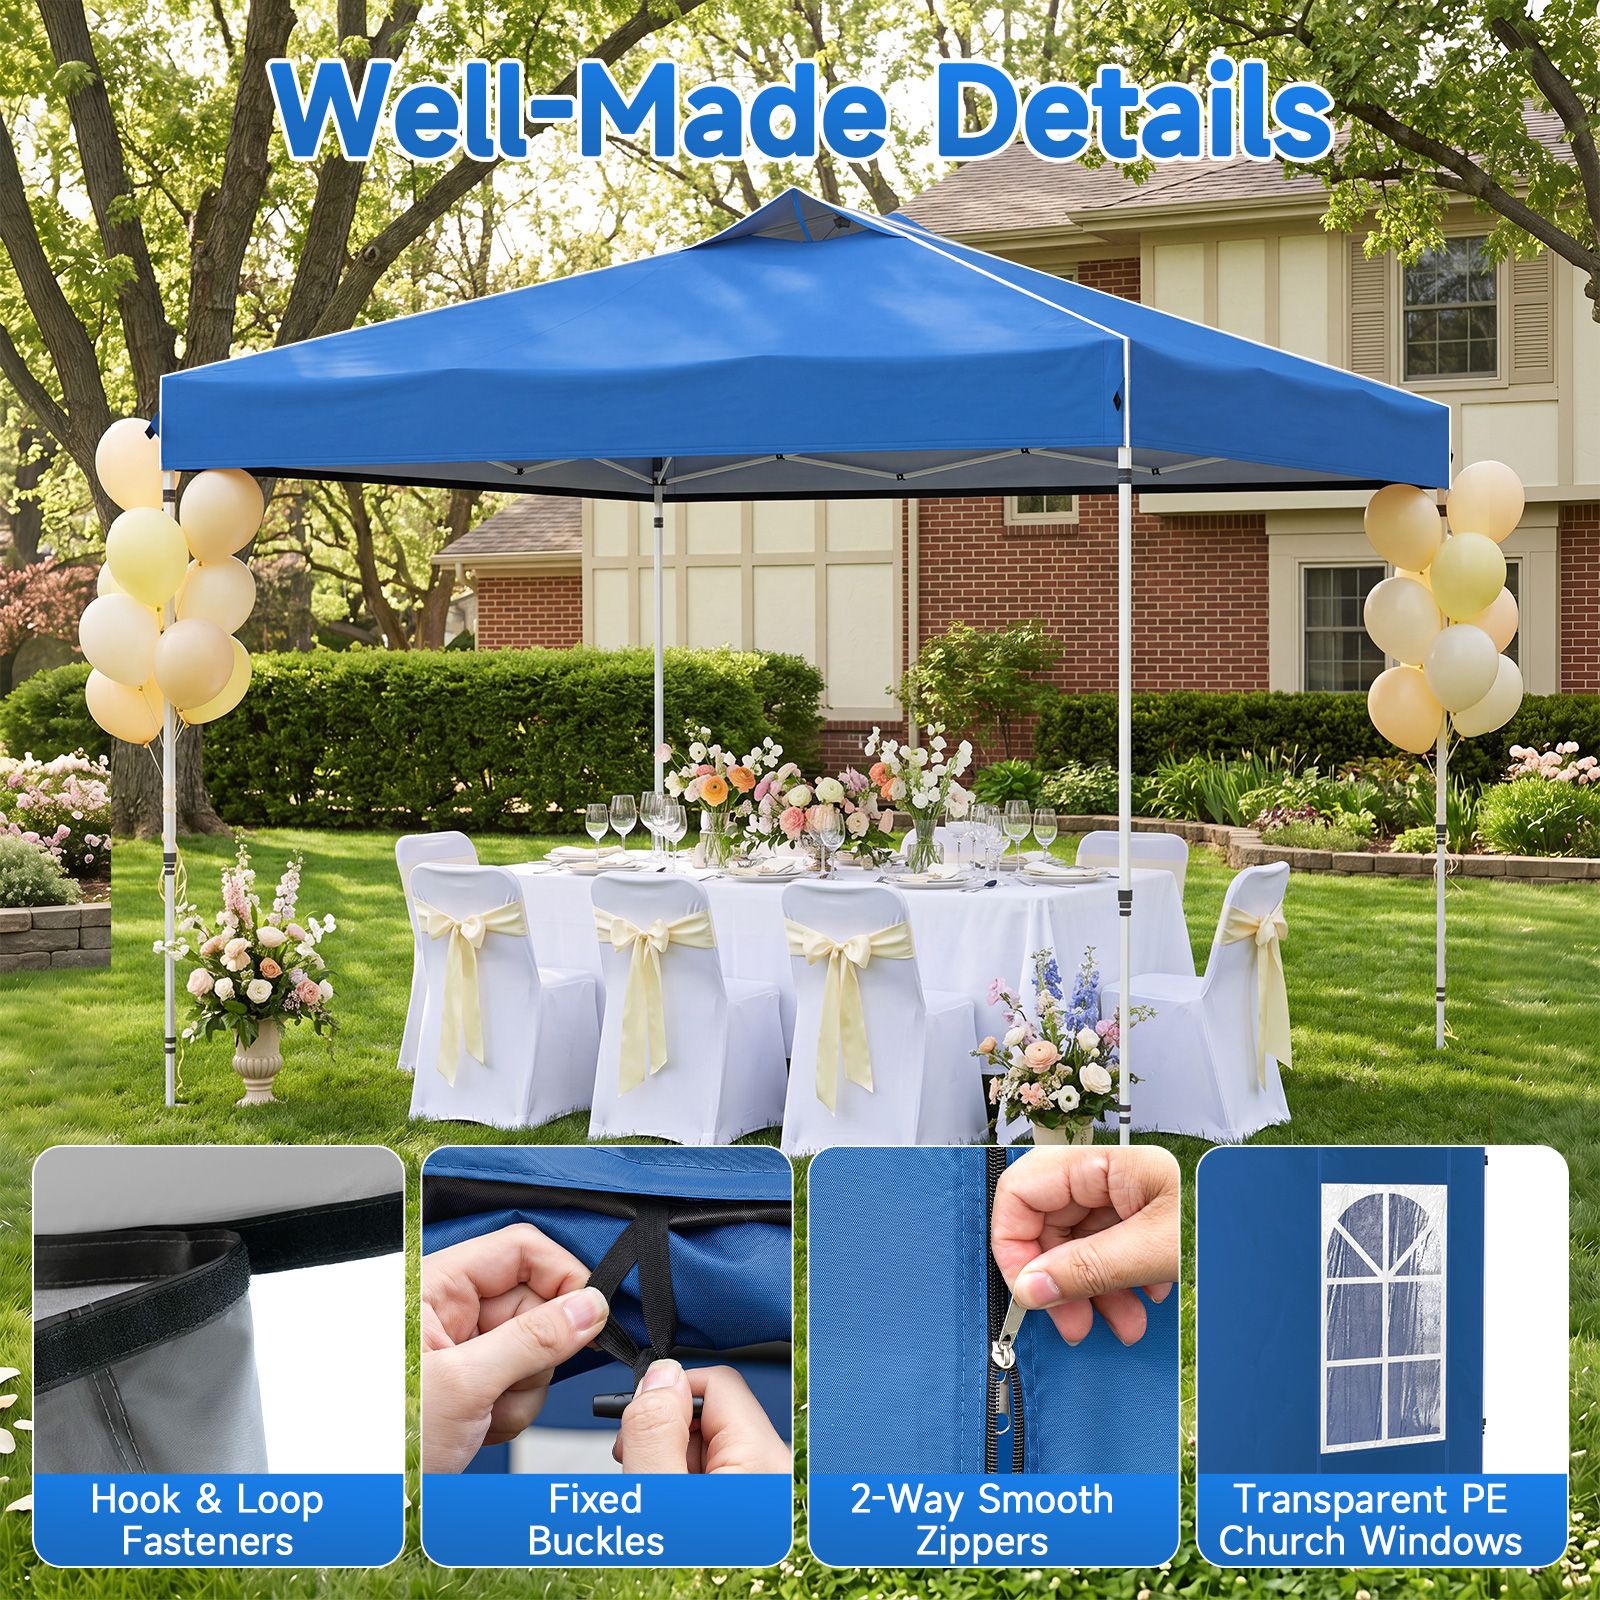 Well-Made Details
Hook & Loop
Fasteners
Fixed
Buckles
2-Way Smooth
Zippers
Transparent PE
Church Windows